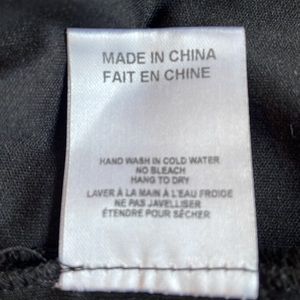 MADE IN CHINA
FAIT EN CHINE
HAND WASH IN COLD WATER
NO BLEACH
HANG TO DRY
LAVER À LA MAIN À L'EAU FROIDE
NE PAS JAVELLISER
ÉTENDRE POUR SÉCHER